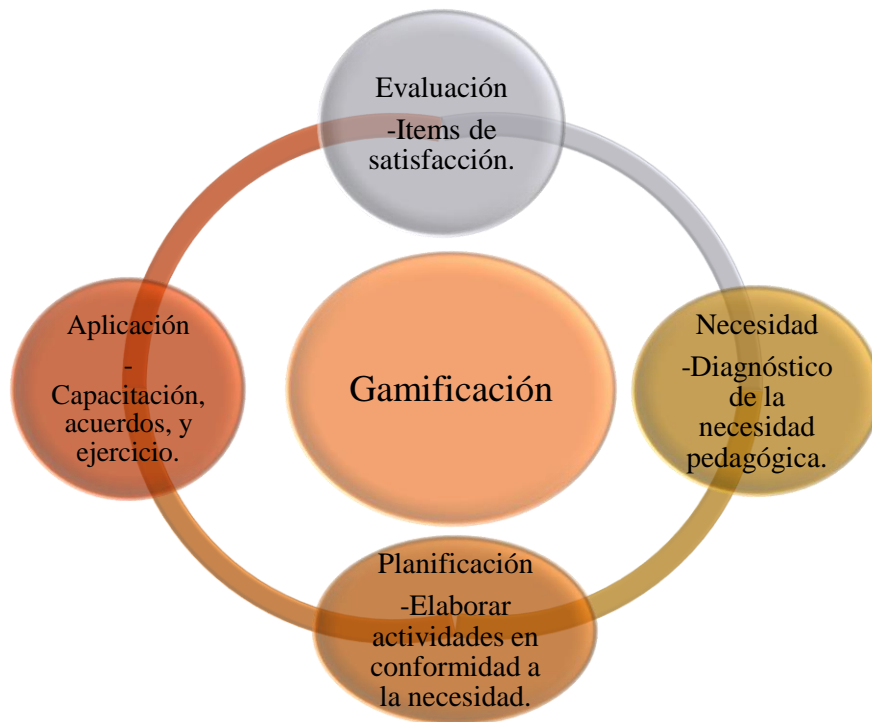 Evaluación
-Items de
satisfacción.
Necesidad
-Diagnóstico
de la
necesidad
pedagógica.
Gamificación
Aplicación
-
Capacitación,
acuerdos, y
ejercicio.
Planificación
-Elaborar
actividades en
conformidad a
la necesidad.